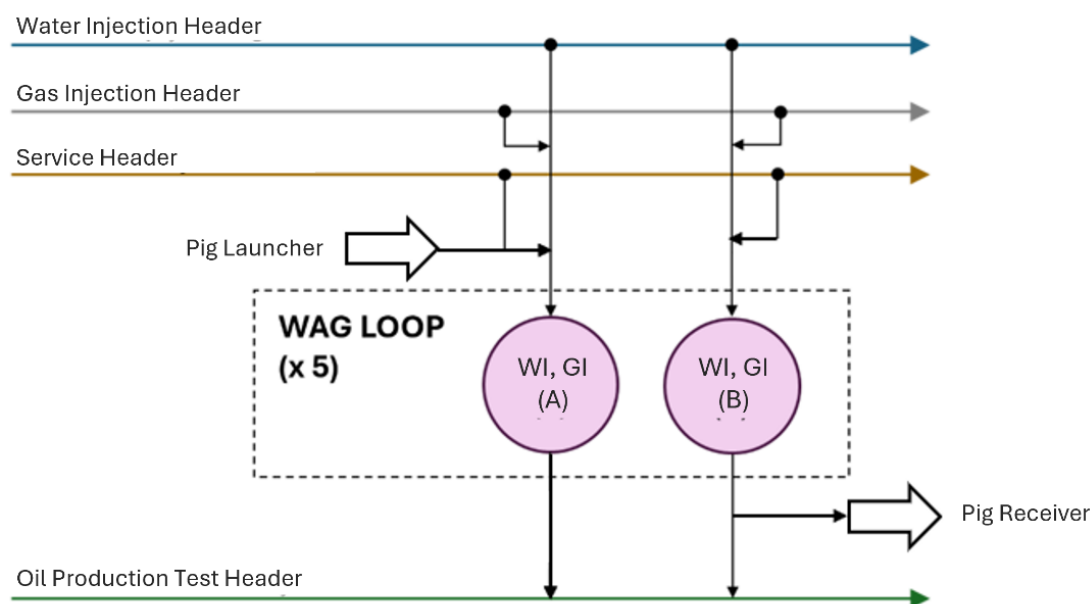 Water Injection Header
Gas Injection Header
Service Header
Pig Launcher
WAG LOOP
(x 5)
WI, GI
(A)
WI, GI
(B)
Pig Receiver
Oil Production Test Header